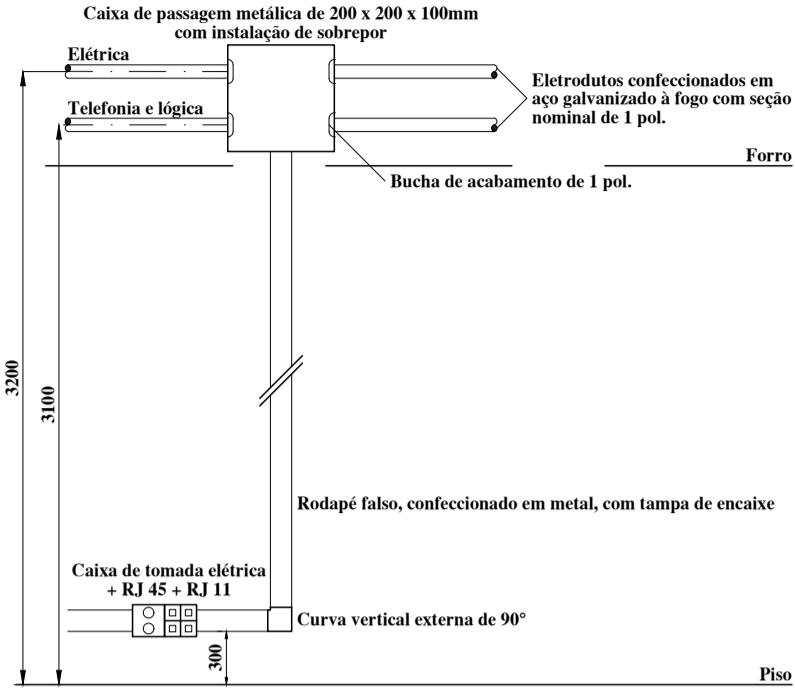 Caixa de passagem metálica de 200 x 200 x 100mm
com instalação de sobrepor
Elétrica
Telefonia e lógica
Eletrodutos confeccionados em
aço galvanizado à fogo com seção
nominal de 1 pol.
Forro
Bucha de acabamento de 1 pol.
3200
3100
Rodapé falso, confeccionado em metal, com tampa de encaixe
Caixa de tomada elétrica
+ RJ 45 + RJ 11
Curva vertical externa de 90°
300
Piso